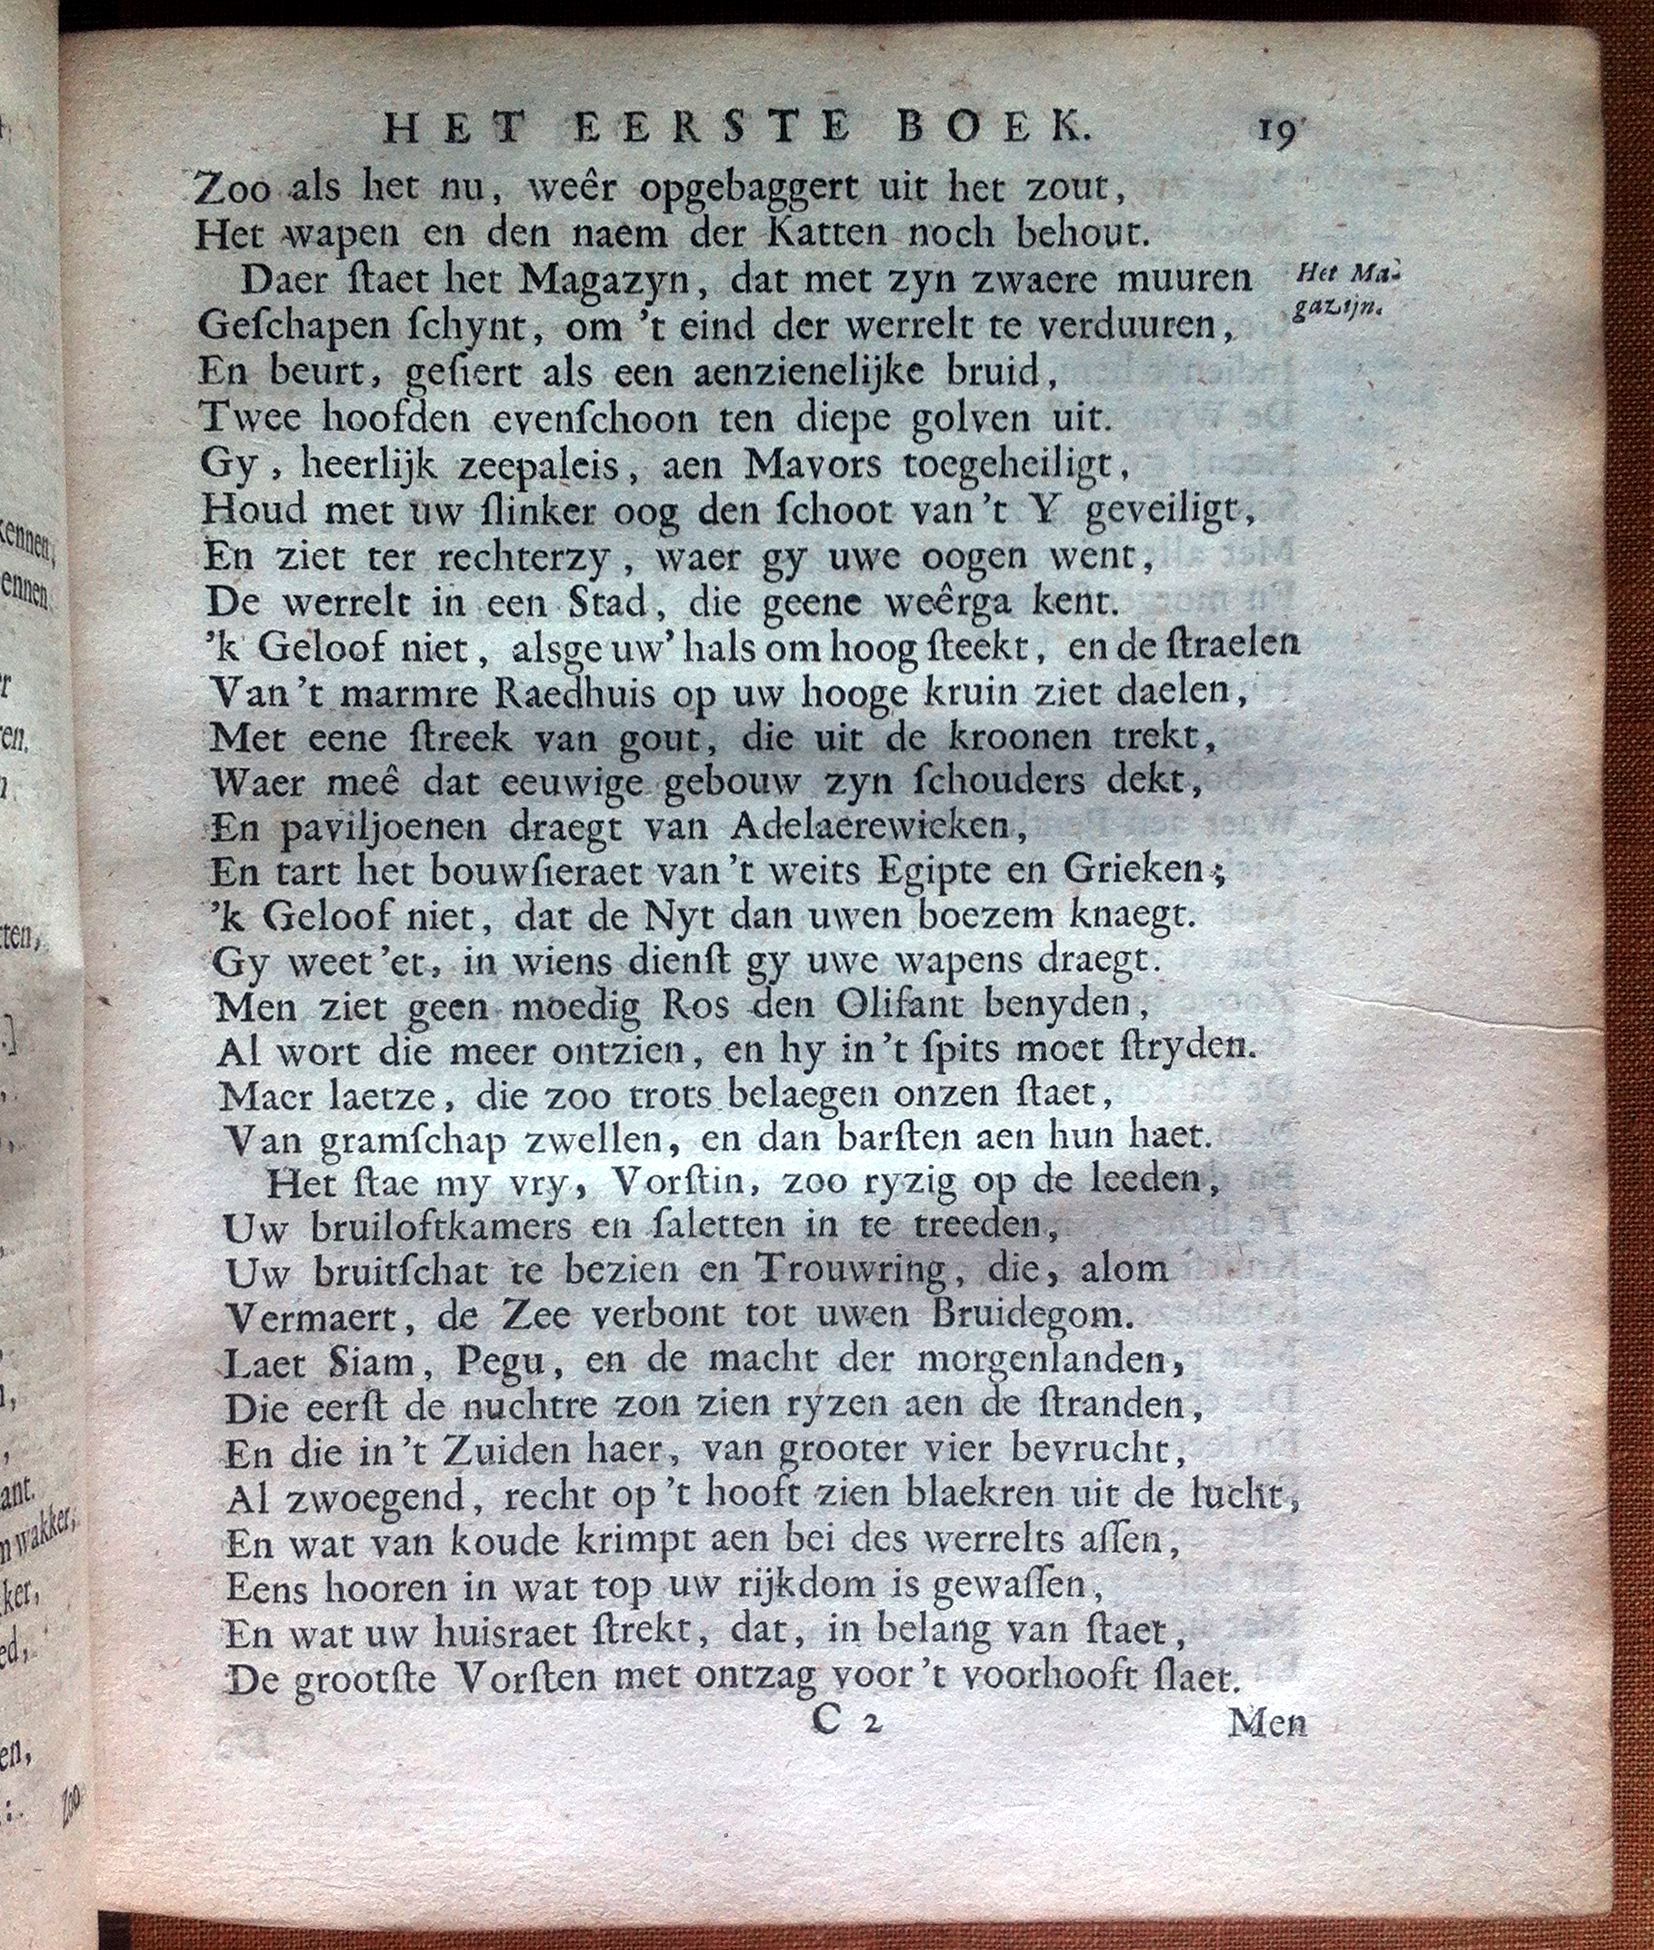 HET EERSTE BOEK. 19
Zoo als het nu, weêr opgebaggert uit het zout,
Het wapen en den naem der Katten noch behout.
Daer ſtaet het Magazyn, dat met zyn zwaere muuren
Het Ma-
gazijn.
Geſchapen ſchynt, om 't eind der werrelt te verduuren,
En beurt, geſiert als een aenzienelijke bruid,
Twee hoofden evenſchoon ten diepe golven uit.
Gy, heerlijk zeepaleis, aen Mavors toegeheiligt,
Houd met uw ſlinker oog den ſchoot van 't Y geveiligt,
En ziet ter rechterzy, waer gy uwe oogen went,
De werrelt in een Stad, die geene weêrga kent.
'k Geloof niet, alsge uw' hals om hoog ſteekt, en de ſtraelen
Van 't marmre Raedhuis op uw hooge kruin ziet daelen,
Met eene ſtreek van gout, die uit de kroonen trekt,
Waer meê dat eeuwige gebouw zyn ſchouders dekt,
En paviljoenen draegt van Adelaerewieken,
En tart het bouwſieraet van 't weits Egipte en Grieken;
'k Geloof niet, dat de Nyt dan uwen boezem knaegt.
Gy weet 'et, in wiens dienſt gy uwe wapens draegt.
Men ziet geen moedig Ros den Olifant benyden,
Al wort die meer ontzien, en hy in 't ſpits moet ſtryden.
Maer laetze, die zoo trots belaegen onzen ſtaet,
Van gramſchap zwellen, en dan barſten aen hun haet.
Het ſtae my vry, Vorſtin, zoo ryzig op de leeden,
Uw bruiloftkamers en ſaletten in te treeden,
Uw bruitſchat te bezien en Trouwring, die, alom
Vermaert, de Zee verbont tot uwen Bruidegom.
Laet Siam, Pegu, en de macht der morgenlanden,
Die eerſt de nuchtre zon zien ryzen aen de ſtranden,
En die in 't Zuiden haer, van grooter vier bevrucht,
Al zwoegend, recht op 't hooft zien blaekren uit de lucht,
En wat van koude krimpt aen bei des werrelts aſſen,
Eens hooren in wat top uw rijkdom is gewaſſen,
En wat uw huisraet ſtrekt, dat, in belang van ſtaet,
De grootſte Vorſten met ontzag voor 't voorhooft ſlaet.
C 2 Men